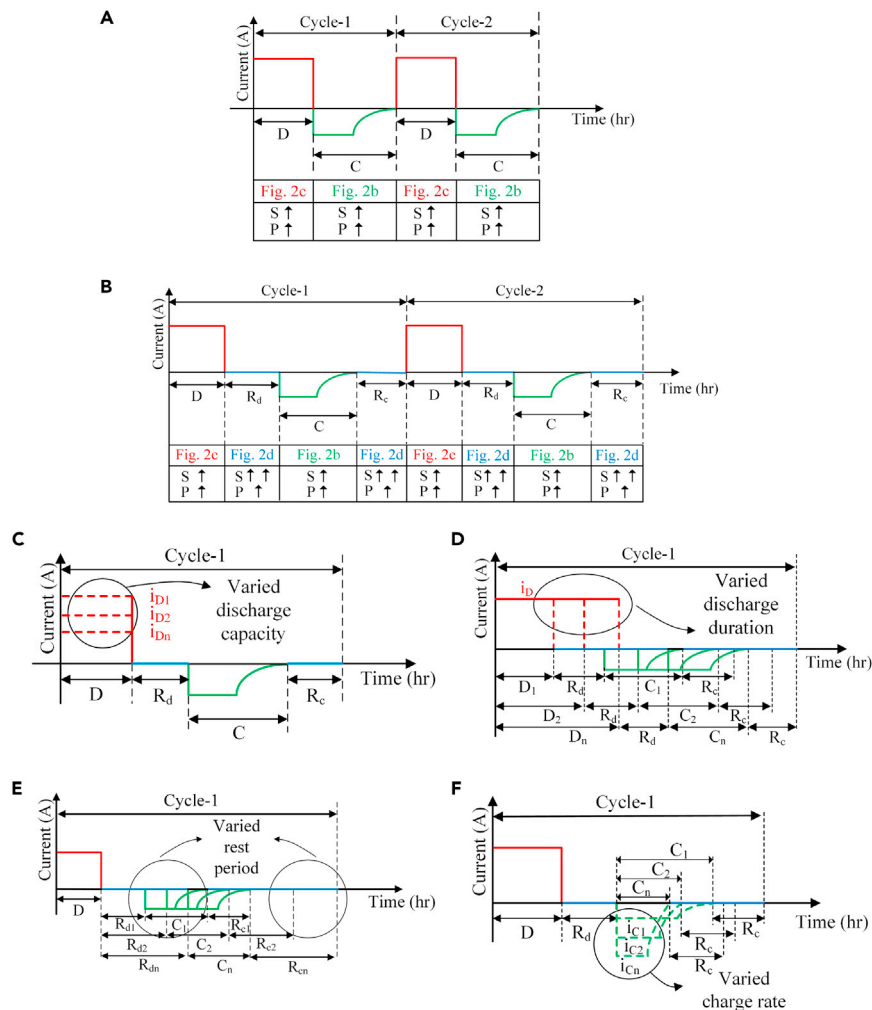 A
Cycle-1 Cycle-2
Current (A)
Time (hr)
D D
C C
Fig. 2c Fig. 2b Fig. 2c Fig. 2b
S ↑ S ↑ S ↑ S ↑
P ↑ P ↑ P ↑ P ↑
B
Cycle-1 Cycle-2
Current (A)
Time (hr)
D Rd Rc D Rd Rc
C C
Fig. 2c Fig. 2d Fig. 2b Fig. 2d Fig. 2c Fig. 2d Fig. 2b Fig. 2d
S ↑ S ↑ ↑ S ↑ S ↑ ↑ S ↑ S ↑ ↑ S ↑ S ↑ ↑
P ↑ P ↑ P ↑ P ↑ P ↑ P ↑ P ↑ P ↑
C
Cycle-1
Current (A)
Varied
discharge
capacity
iD1
iD2
iDn
Time (hr)
D Rd Rc
C
D
Cycle-1
Current (A)
iD
Varied
discharge
duration
Time (hr)
D1 Rd C1 Rc
D2 Rd C2 Rc
Dn Rd Cn Rc
E
Cycle-1
Current (A)
Varied
rest
period
Time (hr)
D Rd1 C1 Rc1
Rd2 C2 Rc2
Rdn Cn Rcn
F
Cycle-1
Current (A)
C1
C2
Cn
Time (hr)
D Rd Rc
iC1
iC2 Rc
iCn Rc
Varied
charge rate